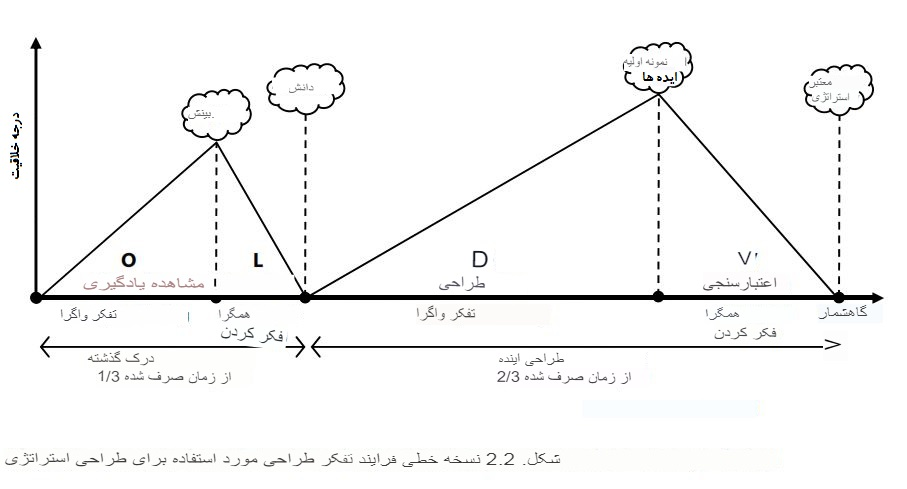 درجه خلاقیت
بینش.
دانش
نمونه اولیه
(ایده ها
معتبر
استراتژی
O
L
D
V'
مشاهده یادگیری
طراحی
اعتبارسنجی
تفکر واگرا
همگرا
فکر کردن
تفکر واگرا
همگرا
فکر کردن
گاهشمار
درک گذشته
1/3 از زمان صرف شده
طراحی اینده
2/3 از زمان صرف شده
شکل. 2.2 نسخه خطی فرایند تفکر طراحی مورد استفاده برای طراحی استراتژی